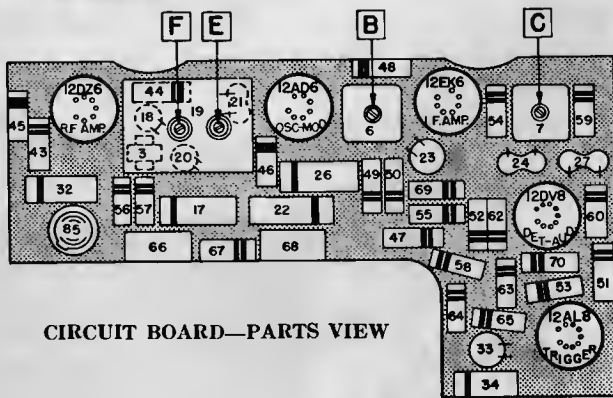 F E B C
48
12DZ6 44 19 21 12AD6 12EK6
R.F. AMP. 18 OSC-MOD 6 I.F. AMP. 54 7 59
45 43 3 20 46 26 49 50 23 24 27
32 56 57 17 22 69 12DV8
85 55 52 62 DET-AUD 60
66 67 68 47 58 70
63 53 51
64 65 12AL8
33 TRIGGER
34
CIRCUIT BOARD—PARTS VIEW